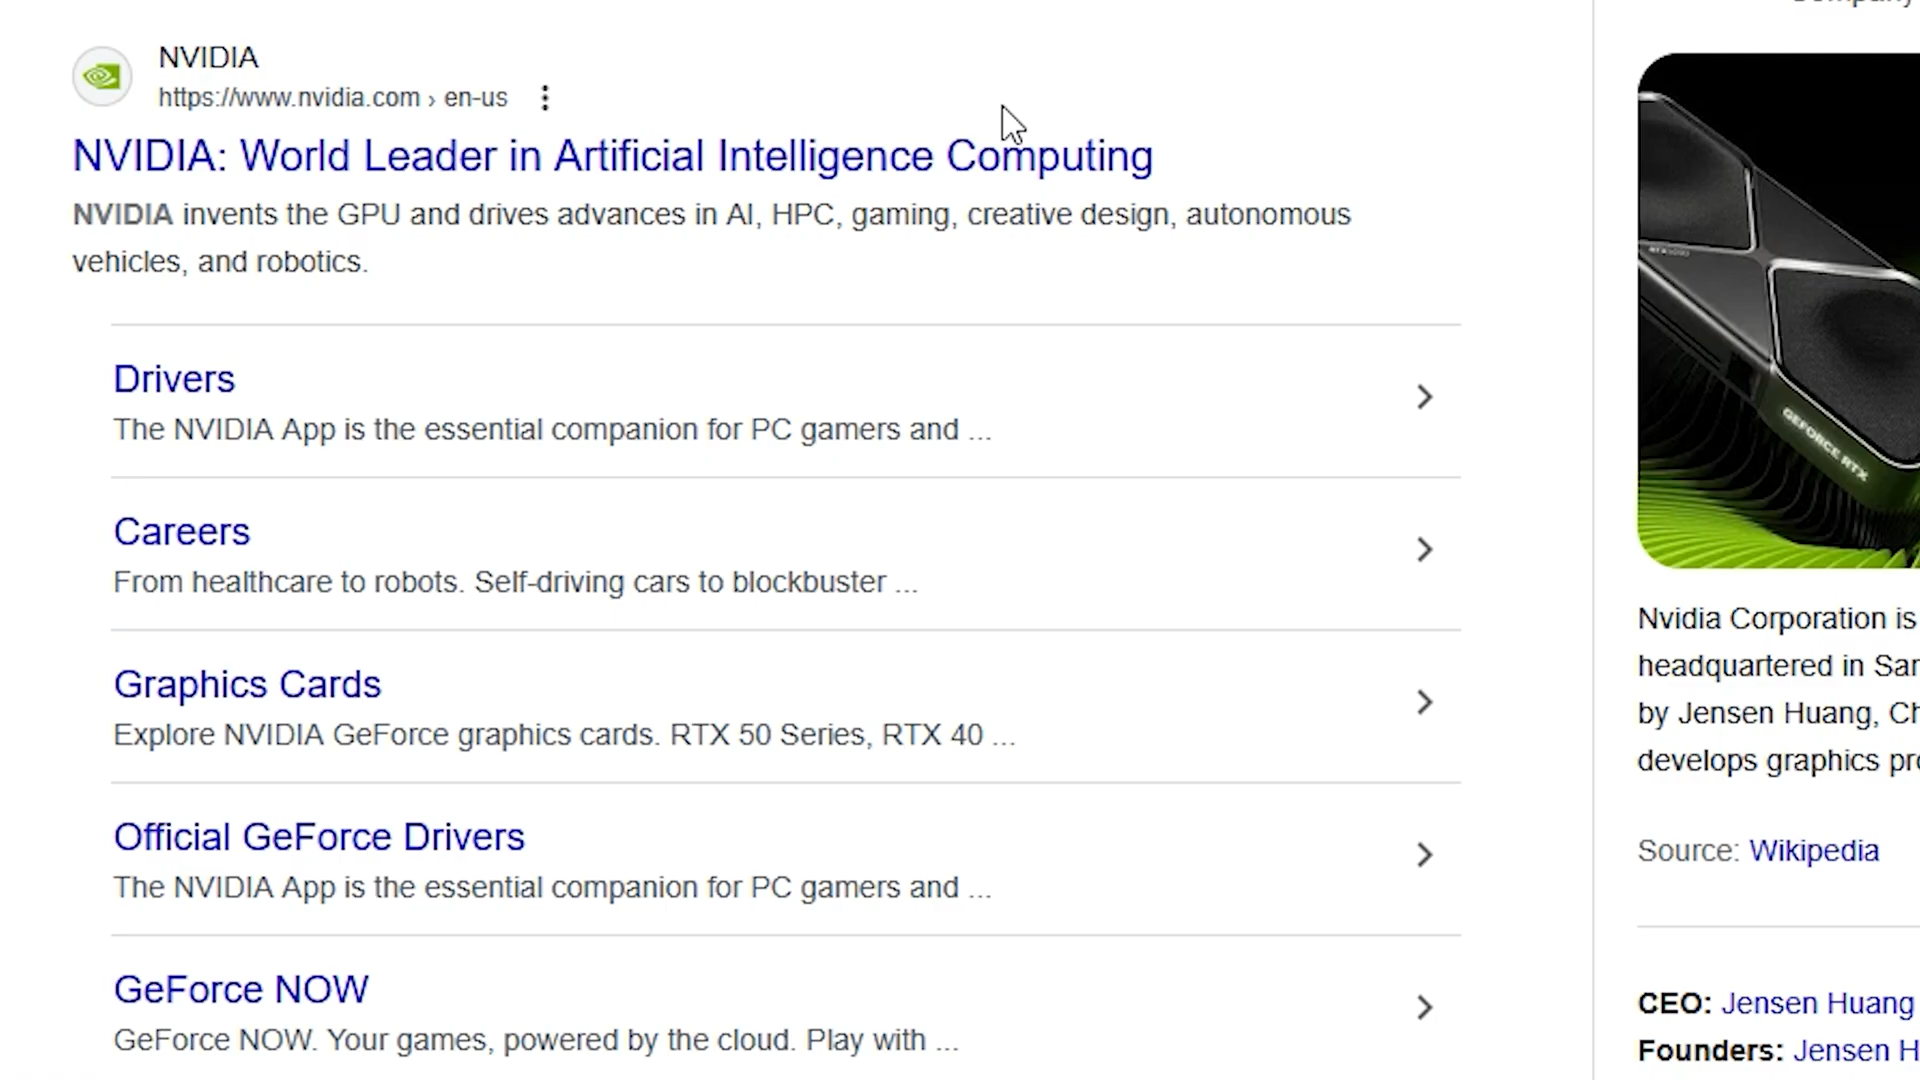 NVIDIA
https://www.nvidia.com › en-us
NVIDIA: World Leader in Artificial Intelligence Computing
NVIDIA invents the GPU and drives advances in AI, HPC, gaming, creative design, autonomous
vehicles, and robotics.
Drivers
The NVIDIA App is the essential companion for PC gamers and ...
Careers
From healthcare to robots. Self-driving cars to blockbuster ...
Graphics Cards
Explore NVIDIA GeForce graphics cards. RTX 50 Series, RTX 40 ...
Official GeForce Drivers
The NVIDIA App is the essential companion for PC gamers and ...
GeForce NOW
GeForce NOW. Your games, powered by the cloud. Play with ...
GEFORCE RTX
Nvidia Corporation is
headquartered in
by Jensen Huang,
develops graphics
Source: Wikipedia
CEO: Jensen Huang
Founders: Jensen